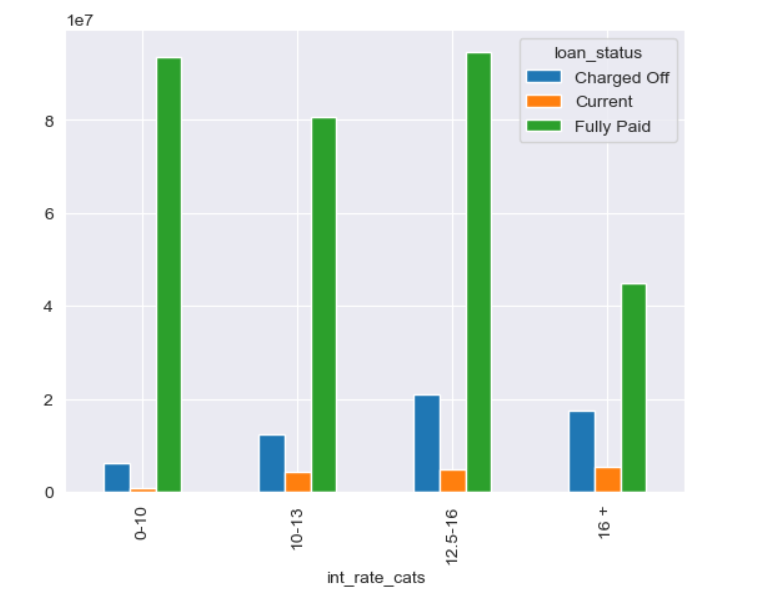 1e7
loan_status
Charged Off
Current
Fully Paid
8
6
4
2
0
0-10
10-13
12.5-16
16 +
int_rate_cats